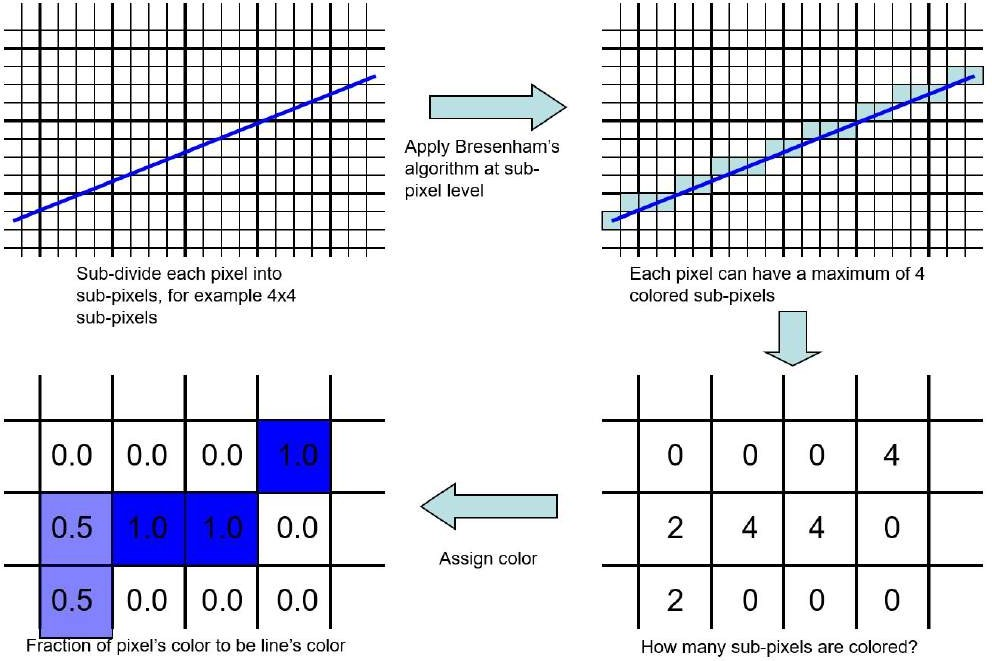 Apply Bresenham's
algorithm at sub-
pixel level
Sub-divide each pixel into
sub-pixels, for example 4x4
sub-pixels
Each pixel can have a maximum of 4
colored sub-pixels
0.0 0.0 0.0 1.0
0.5 1.0 1.0 0.0
0.5 0.0 0.0 0.0
Fraction of pixel's color to be line's color
Assign color
0 0 0 4
2 4 4 0
2 0 0 0
How many sub-pixels are colored?